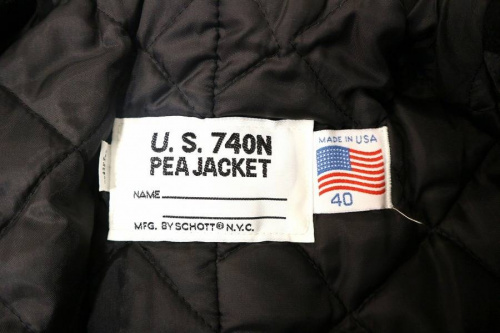 U. S. 740N
PEA JACKET
NAME
MFG. BY SCHOTT® N.Y.C.
MADE IN USA
40